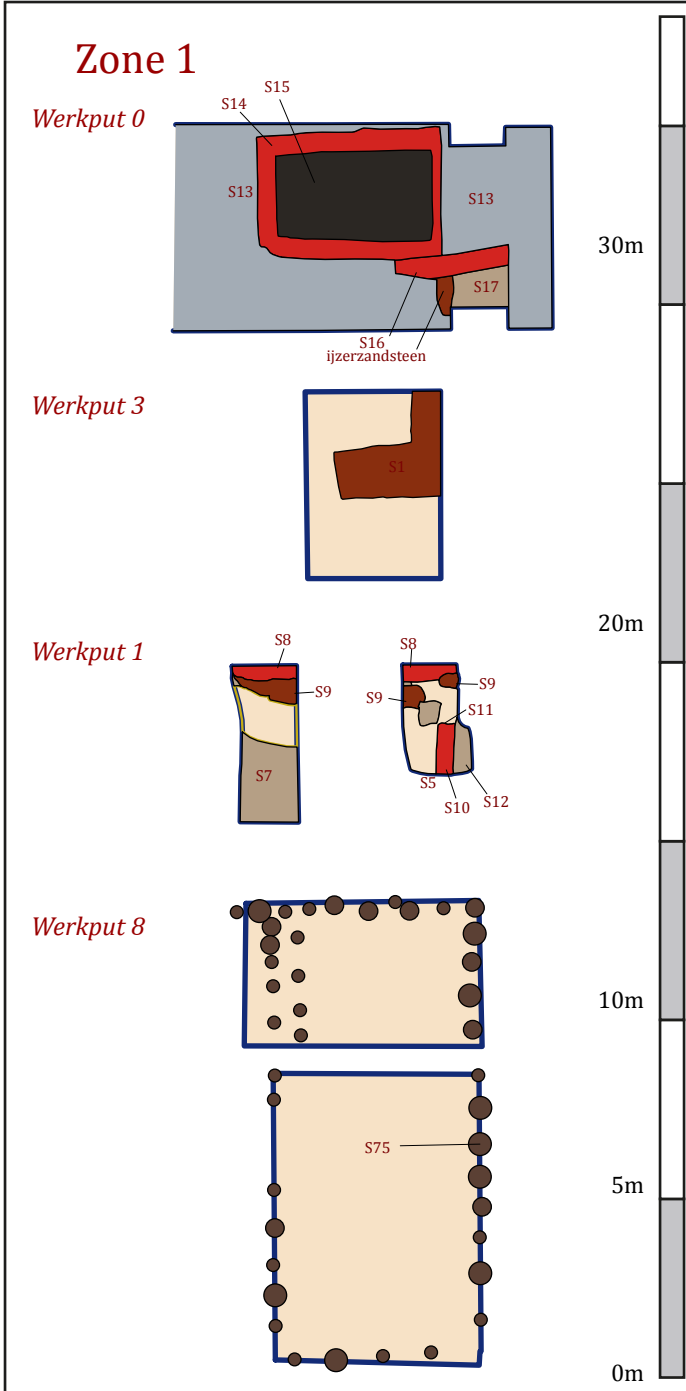 Zone 1
Werkput 0
S15
S14
S13
S13
S17
S16
ijzerzandsteen
30m
Werkput 3
S1
20m
Werkput 1
S8
S9
S7
S8
S9
S9
S11
S5
S10
S12
Werkput 8
10m
S75
5m
0m